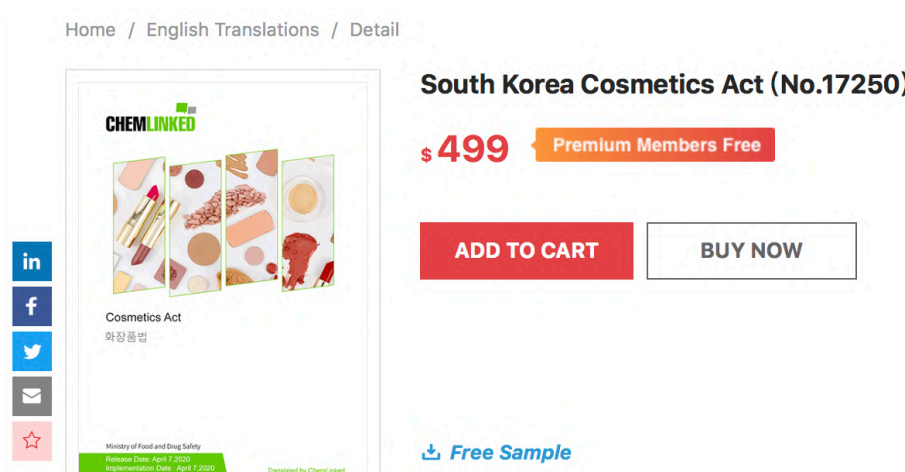 Home / English Translations / Detail
South Korea Cosmetics Act (No.17250)
$499
Premium Members Free
ADD TO CART
BUY NOW
CHEMLINKED
Cosmetics Act
화장품법
Ministry of Food and Drug Safety
Release Date: April 7,2020
Implementation Date : April 7,2020
Translated by ChemLinked
in
f
Free Sample